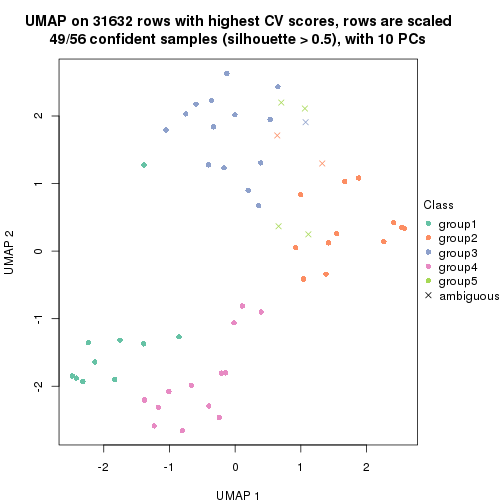 UMAP on 31632 rows with highest CV scores, rows are scaled
49/56 confident samples (silhouette > 0.5), with 10 PCs
UMAP 2
2
1
0
-1
-2
-2
-1
0
1
2
UMAP 1
Class
group1
group2
group3
group4
group5
ambiguous